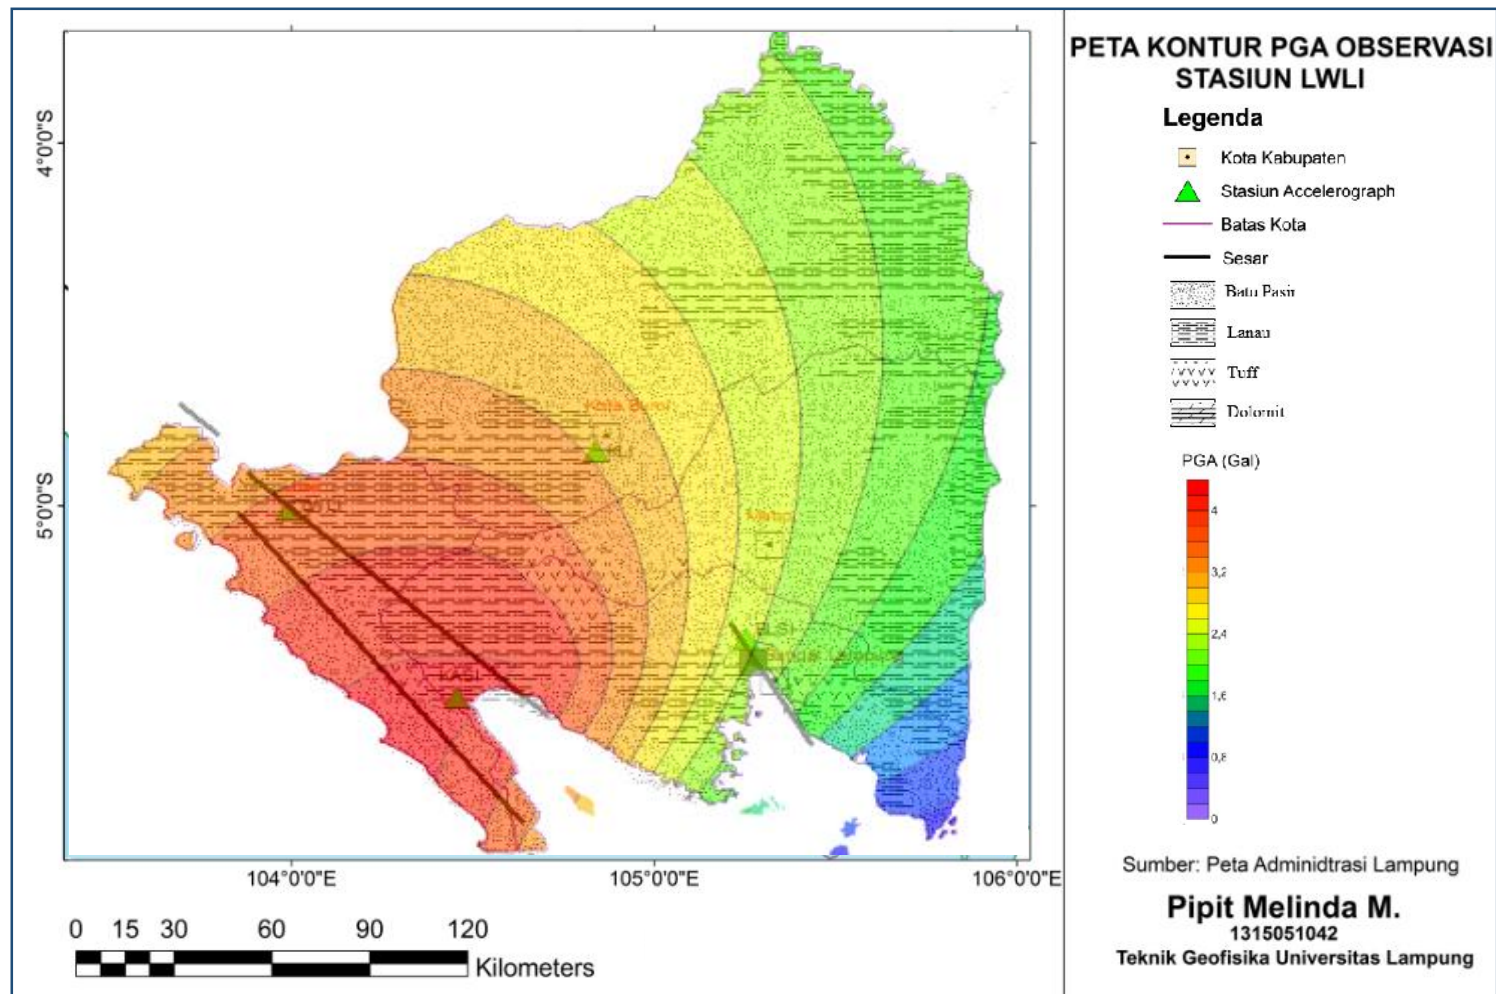 PETA KONTUR PGA OBSERVASI
STASIUN LWLI
Legenda
Kota Kabupaten
Stasiun Accelerograph
Batas Kota
Sesar
Batu Pasir
Lanau
Tuff
Dolomit
PGA (Gal)
4
3,2
2,4
1,6
0,8
0
Sumber: Peta Adminidtrasi Lampung
Pipit Melinda M.
1315051042
Teknik Geofisika Universitas Lampung
4°0'0"S
5°0'0"S
Kota Bumi
Metro
KASI
104°0'0"E
105°0'0"E
106°0'0"E
0 15 30 60 90 120
Kilometers